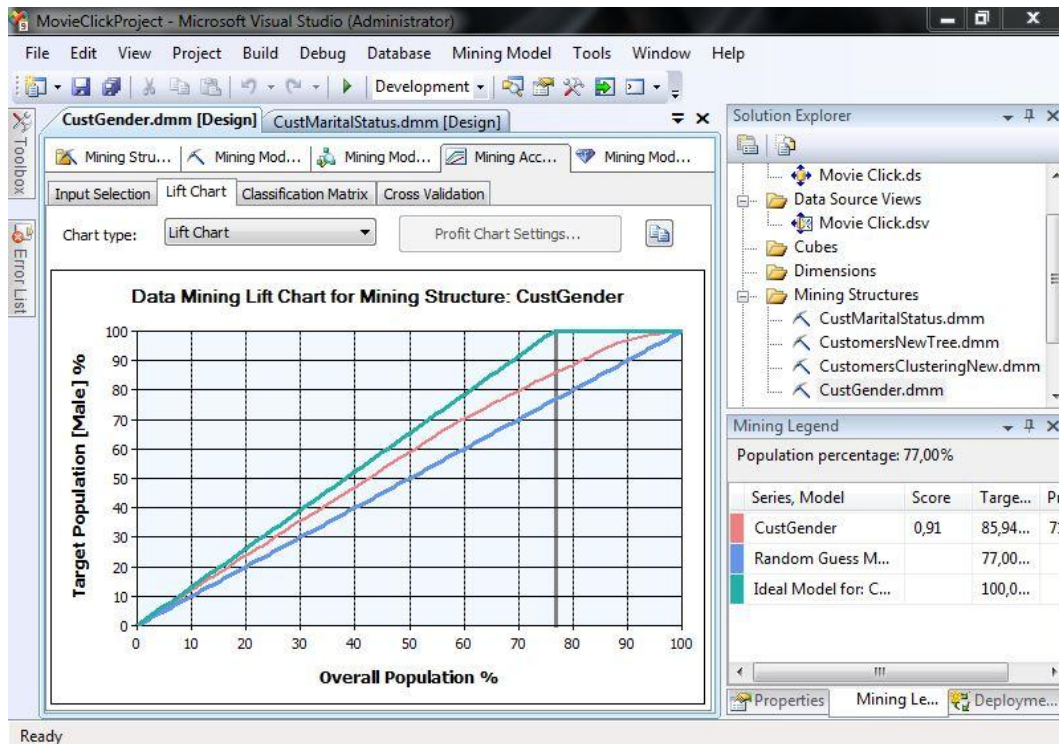 MovieClickProject - Microsoft Visual Studio (Administrator)
File Edit View Project Build Debug Database Mining Model Tools Window Help
Development
Toolbox
Error List
CustGender.dmm [Design] CustMaritalStatus.dmm [Design]
Mining Stru... Mining Mod... Mining Mod... Mining Acc... Mining Mod...
Input Selection Lift Chart Classification Matrix Cross Validation
Chart type: Lift Chart Profit Chart Settings...
Data Mining Lift Chart for Mining Structure: CustGender
Target Population [Male] %
100
90
80
70
60
50
40
30
20
10
0
0 10 20 30 40 50 60 70 80 90 100
Overall Population %
Solution Explorer
Movie Click.ds
Data Source Views
Movie Click.dsv
Cubes
Dimensions
Mining Structures
CustMaritalStatus.dmm
CustomersNewTree.dmm
CustomersClusteringNew.dmm
CustGender.dmm
Mining Legend
Population percentage: 77,00%
Series, Model Score Targe... Pr
CustGender 0,91 85,94...
Random Guess M... 77,00...
Ideal Model for: C... 100,0...
Properties Mining Le... Deployme...
Ready